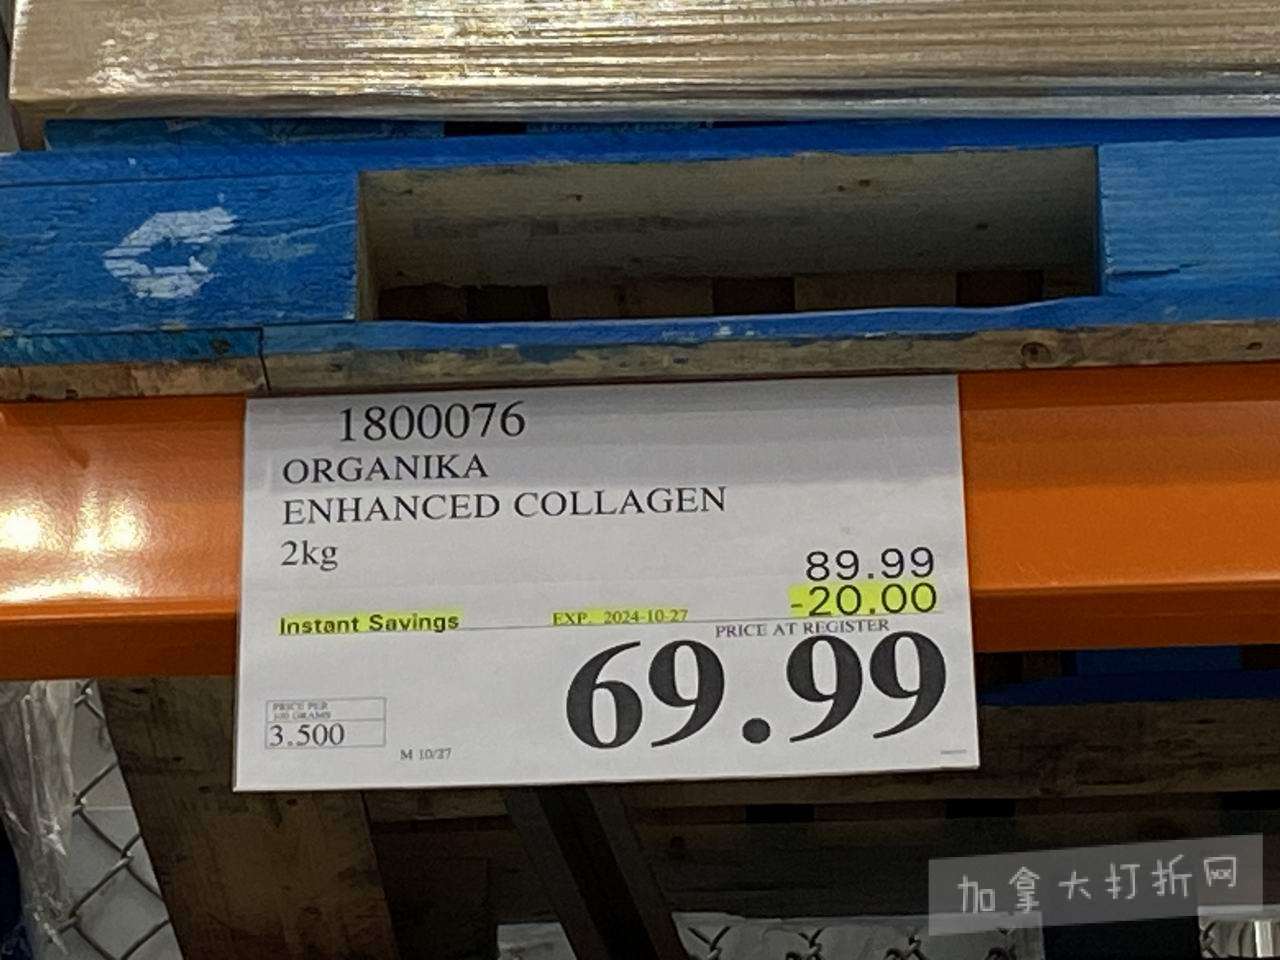 1800076
ORGANIKA
ENHANCED COLLAGEN
2kg
89.99
-20.00
Instant Savings EXP. 2024-10-27
PRICE AT REGISTER
69.99
PRICE PER
100 GRAMS
3.500
M 10/27
加拿大打折网